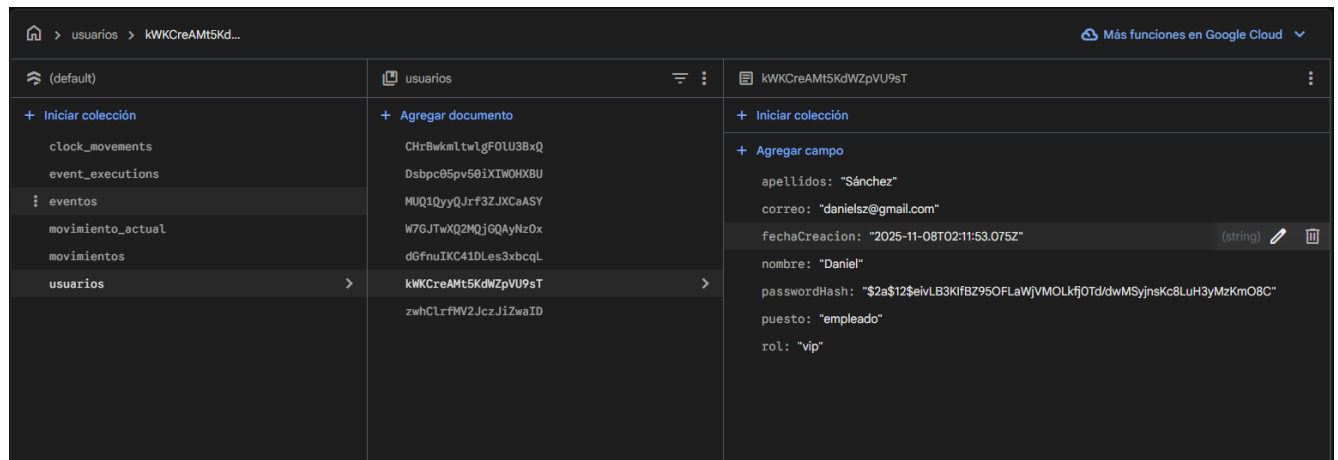 usuarios > kWKCreAMt5Kd...
Más funciones en Google Cloud
(default)
+ Iniciar colección
clock_movements
event_executions
eventos
movimiento_actual
movimientos
usuarios
usuarios
+ Agregar documento
CHrBwkmltwlgFOlU3BxQ
Dsbpc05pv50iXIWOHXBU
MUQ1QyyQJrf3ZJXCaASY
W7GJTwXQ2MQjGQAyNzOx
dGfnuIKC41DLes3xbcqL
kWKCreAMt5KdWZpVU9sT
zwhClrfMV2JczJiZwaID
kWKCreAMt5KdWZpVU9sT
+ Iniciar colección
+ Agregar campo
apellidos: "Sánchez"
correo: "danielsz@gmail.com"
fechaCreacion: "2025-11-08T02:11:53.075Z" (string)
nombre: "Daniel"
passwordHash: "$2a$12$eivLB3KIfBZ95OFLaWjVMOLkfj0Td/dwMSyjnsKc8LuH3yMzKmO8C"
puesto: "empleado"
rol: "vip"